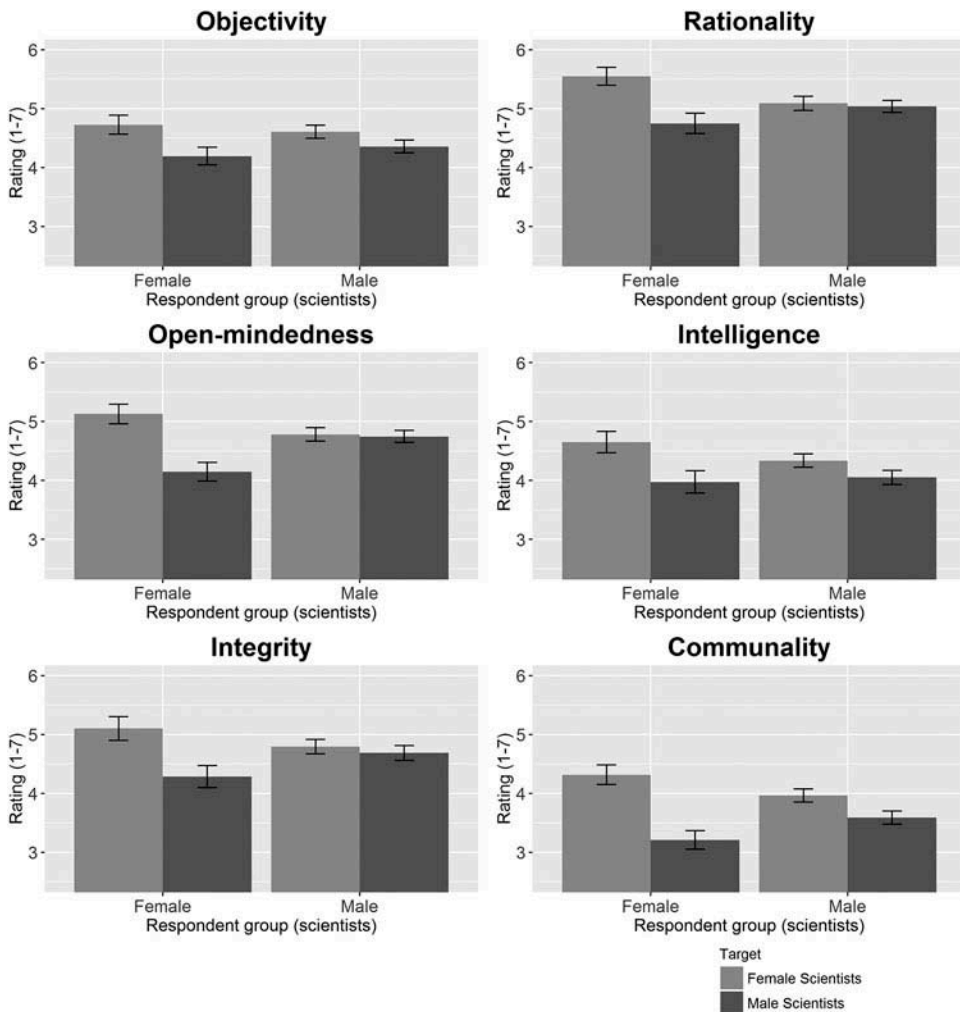 Objectivity
6
5
4
3
Rating (1-7)
Female
Male
Respondent group (scientists)
Rationality
6
5
4
3
Rating (1-7)
Female
Male
Respondent group (scientists)
Open-mindedness
6
5
4
3
Rating (1-7)
Female
Male
Respondent group (scientists)
Intelligence
6
5
4
3
Rating (1-7)
Female
Male
Respondent group (scientists)
Integrity
6
5
4
3
Rating (1-7)
Female
Male
Respondent group (scientists)
Communality
6
5
4
3
Rating (1-7)
Female
Male
Respondent group (scientists)
Target
Female Scientists
Male Scientists